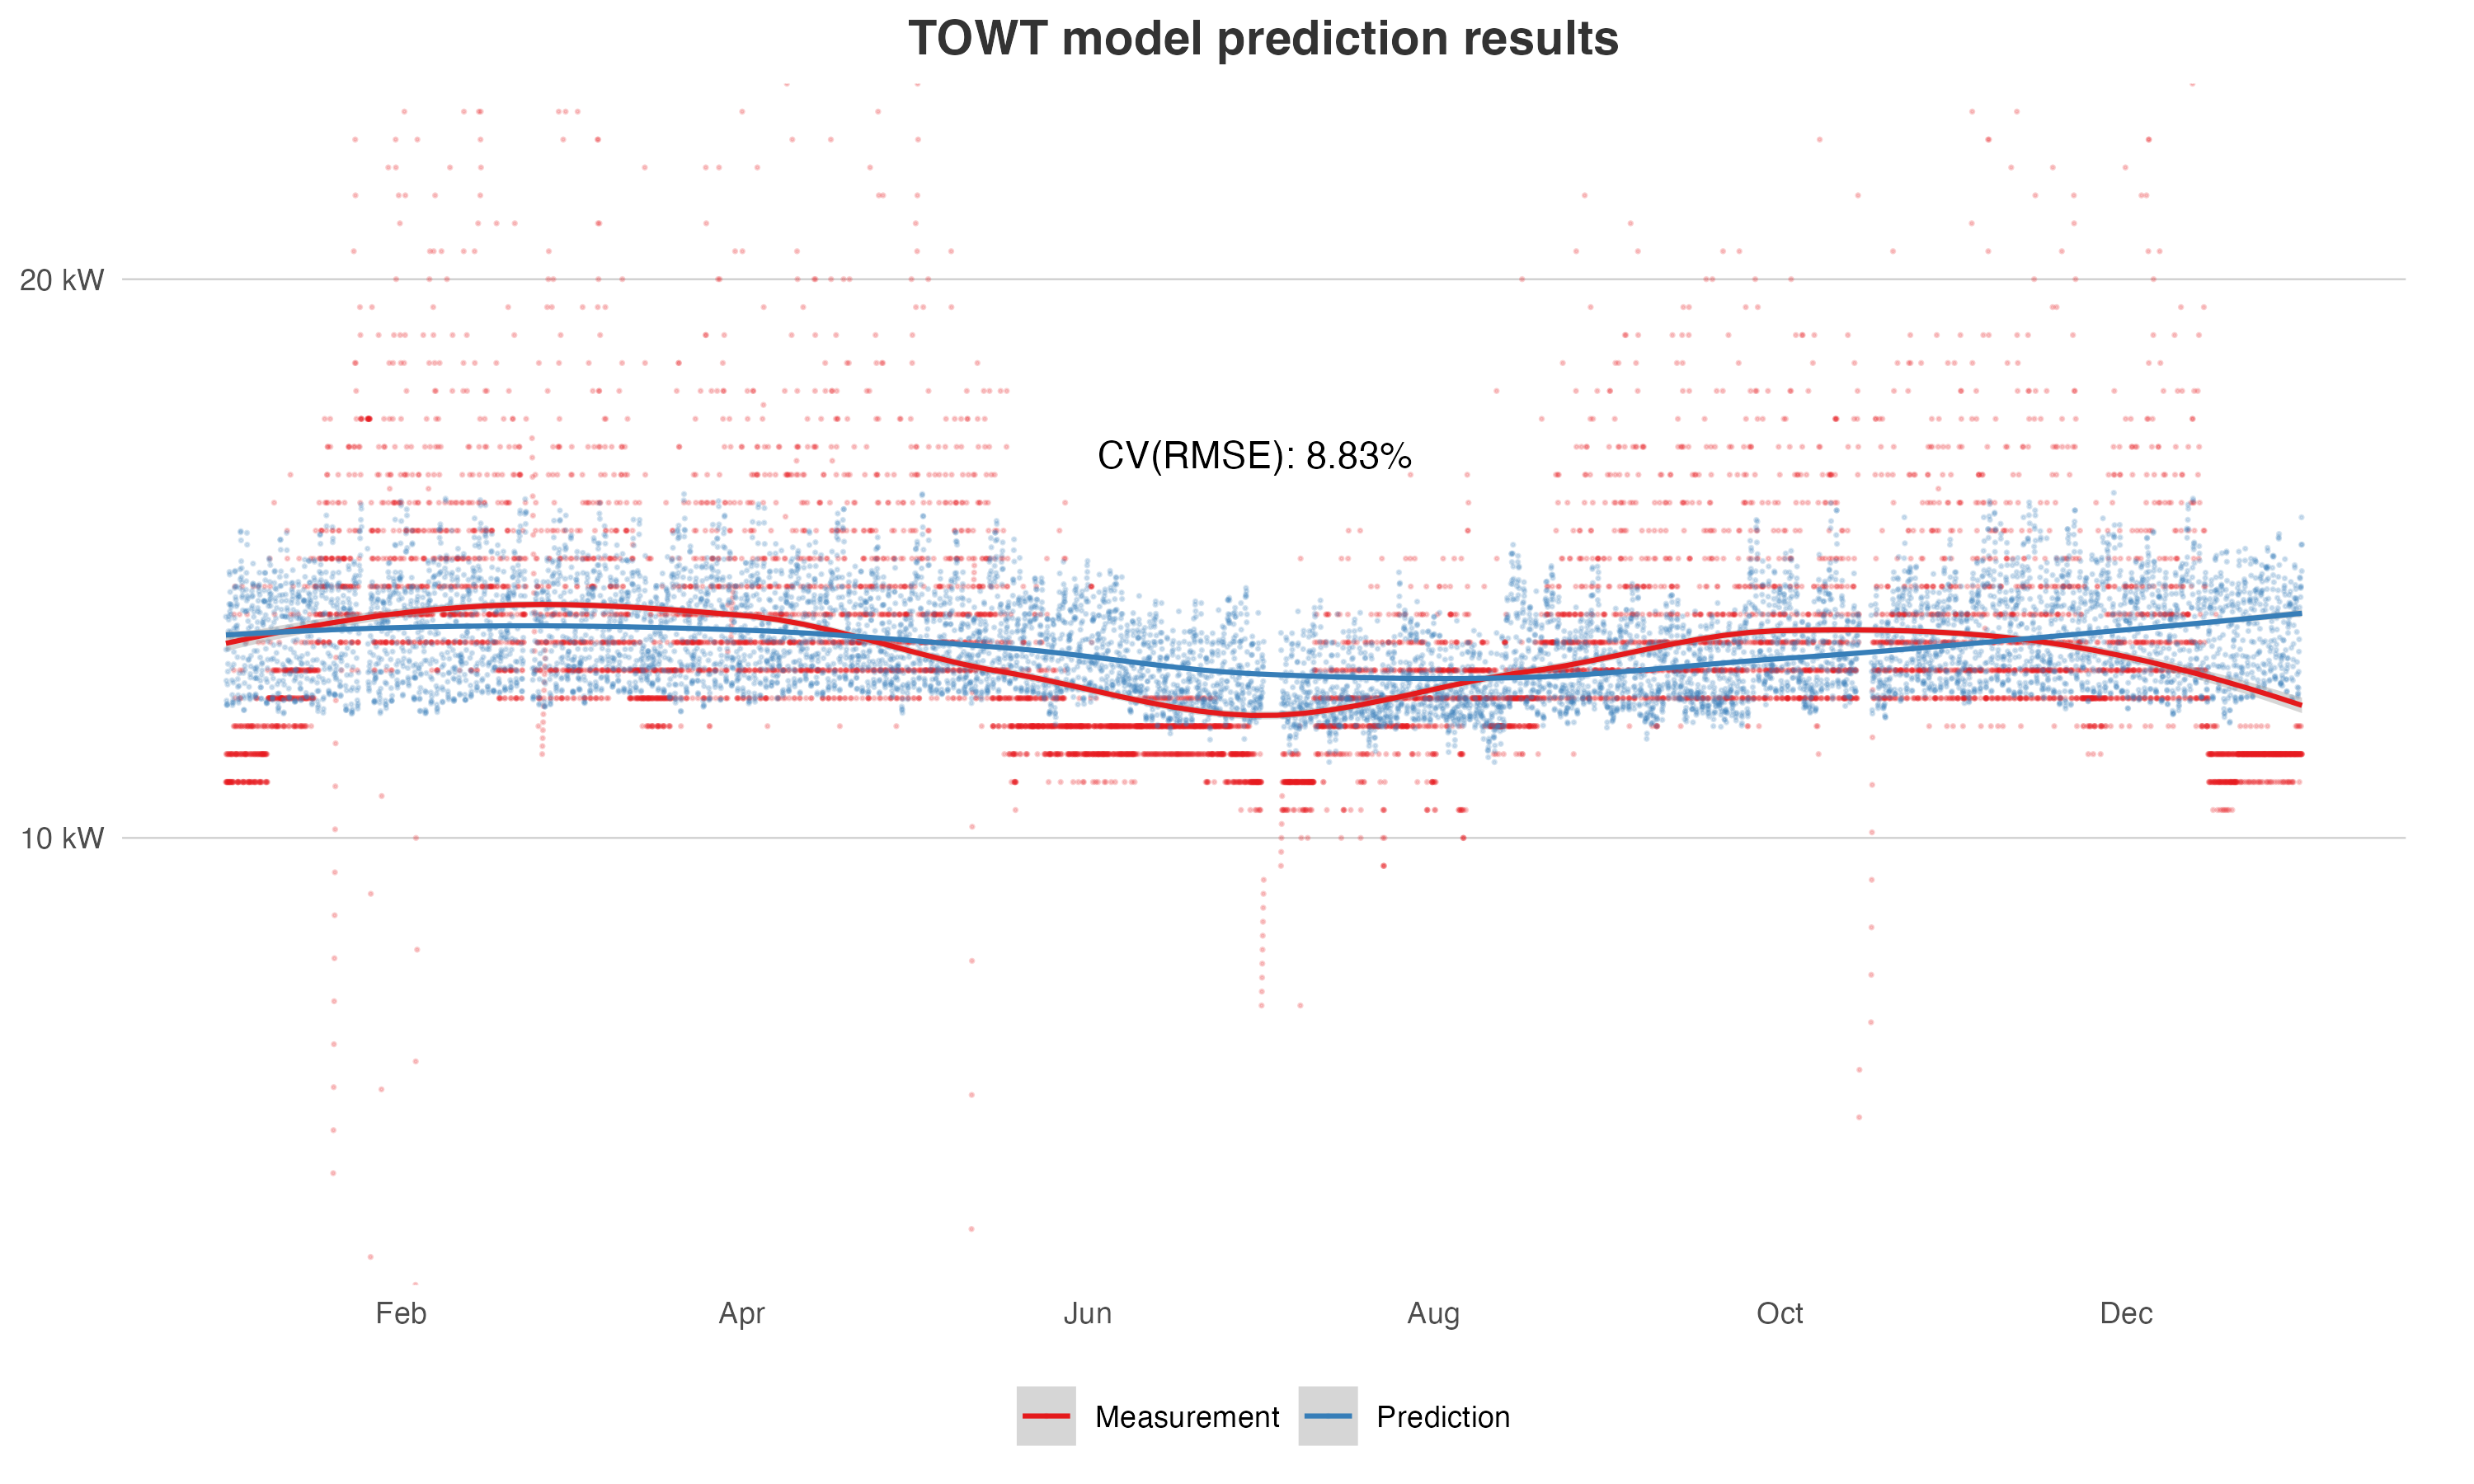 TOWT model prediction results
20 kW
CV(RMSE): 8.83%
10 kW
Feb Apr Jun Aug Oct Dec
Measurement Prediction